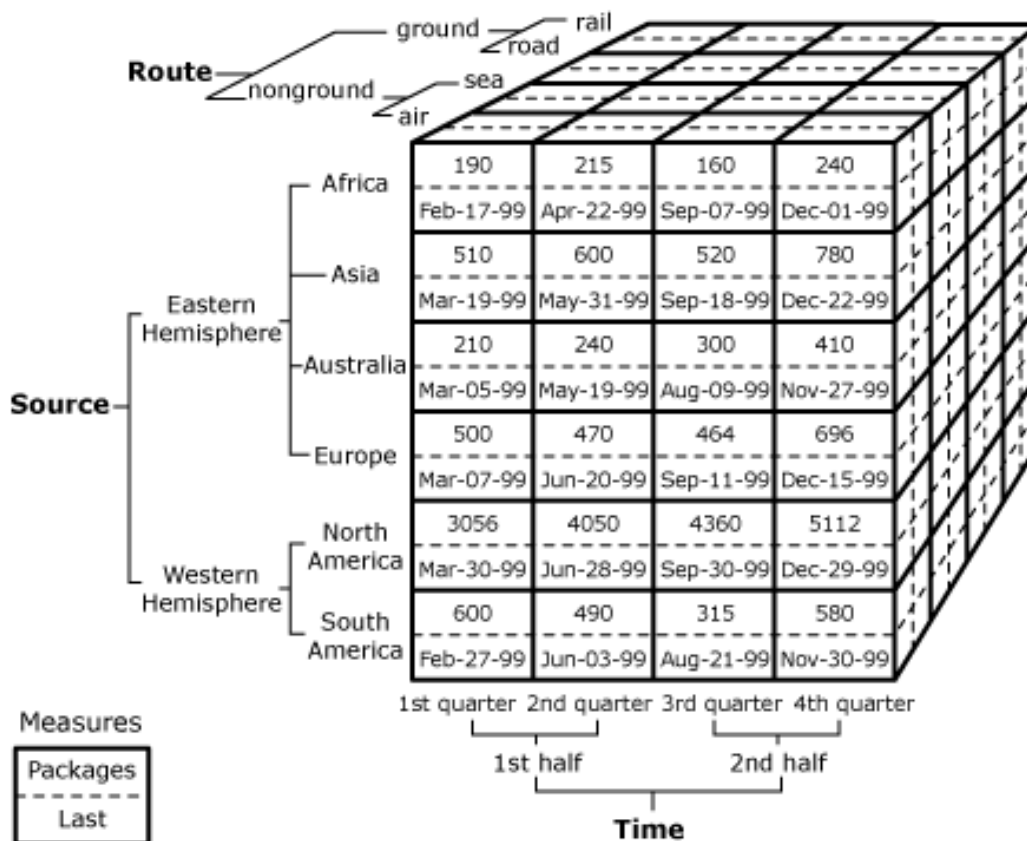 ground
rail
road
Route
nonground
sea
air
Africa
190 215 160 240
Feb-17-99 Apr-22-99 Sep-07-99 Dec-01-99
Asia
510 600 520 780
Mar-19-99 May-31-99 Sep-18-99 Dec-22-99
Eastern
Hemisphere
Australia
210 240 300 410
Mar-05-99 May-19-99 Aug-09-99 Nov-27-99
Source
Europe
500 470 464 696
Mar-07-99 Jun-20-99 Sep-11-99 Dec-15-99
North
America
3056 4050 4360 5112
Mar-30-99 Jun-28-99 Sep-30-99 Dec-29-99
Western
Hemisphere
South
America
600 490 315 580
Feb-27-99 Jun-03-99 Aug-21-99 Nov-30-99
1st quarter 2nd quarter 3rd quarter 4th quarter
1st half 2nd half
Time
Measures
Packages
Last